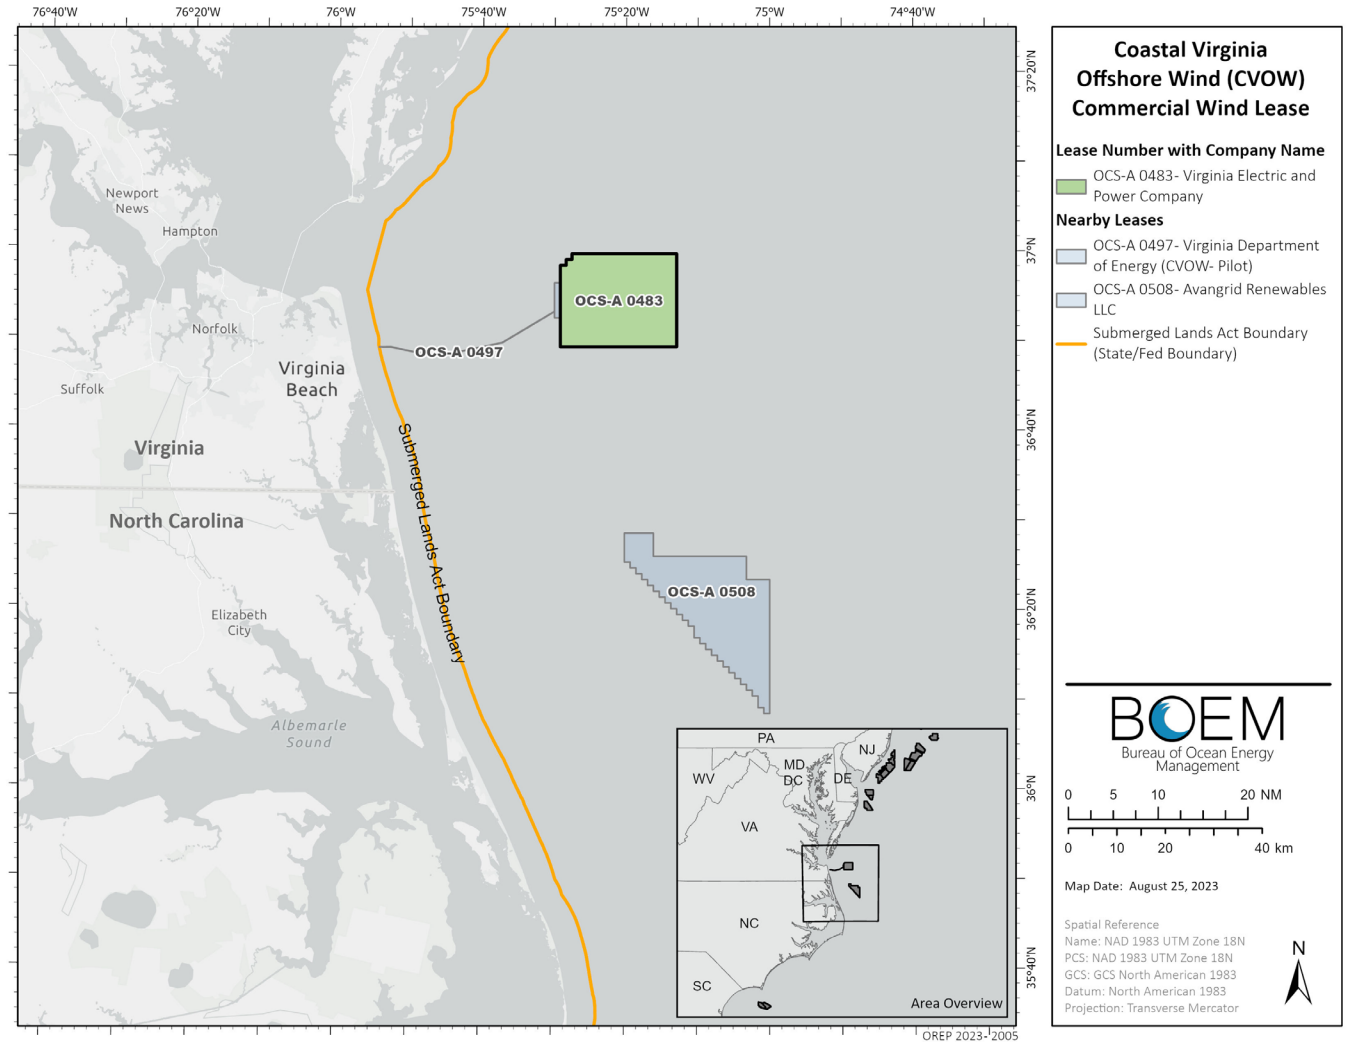 76°40'W 76°20'W 76°W 75°40'W 75°20'W 75°W 74°40'W
37°20'N
37°N
36°40'N
36°20'N
36°N
35°40'N
Newport
News
Hampton
Norfolk
Virginia
Beach
Suffolk
Virginia
North Carolina
Elizabeth
City
Albemarle
Sound
OCS-A 0483
OCS-A 0497
Submerged Lands Act Boundary
OCS-A 0508
PA
NJ
WV
MD
DC
DE
VA
NC
SC
Area Overview
OREP 2023-2005
Coastal Virginia
Offshore Wind (CVOW)
Commercial Wind Lease
Lease Number with Company Name
OCS-A 0483- Virginia Electric and
Power Company
Nearby Leases
OCS-A 0497- Virginia Department
of Energy (CVOW- Pilot)
OCS-A 0508- Avangrid Renewables
LLC
Submerged Lands Act Boundary
(State/Fed Boundary)
BOEM
Bureau of Ocean Energy
Management
0 5 10 20 NM
0 10 20 40 km
Map Date: August 25, 2023
Spatial Reference
Name: NAD 1983 UTM Zone 18N
PCS: NAD 1983 UTM Zone 18N
GCS: GCS North American 1983
Datum: North American 1983
Projection: Transverse Mercator
N